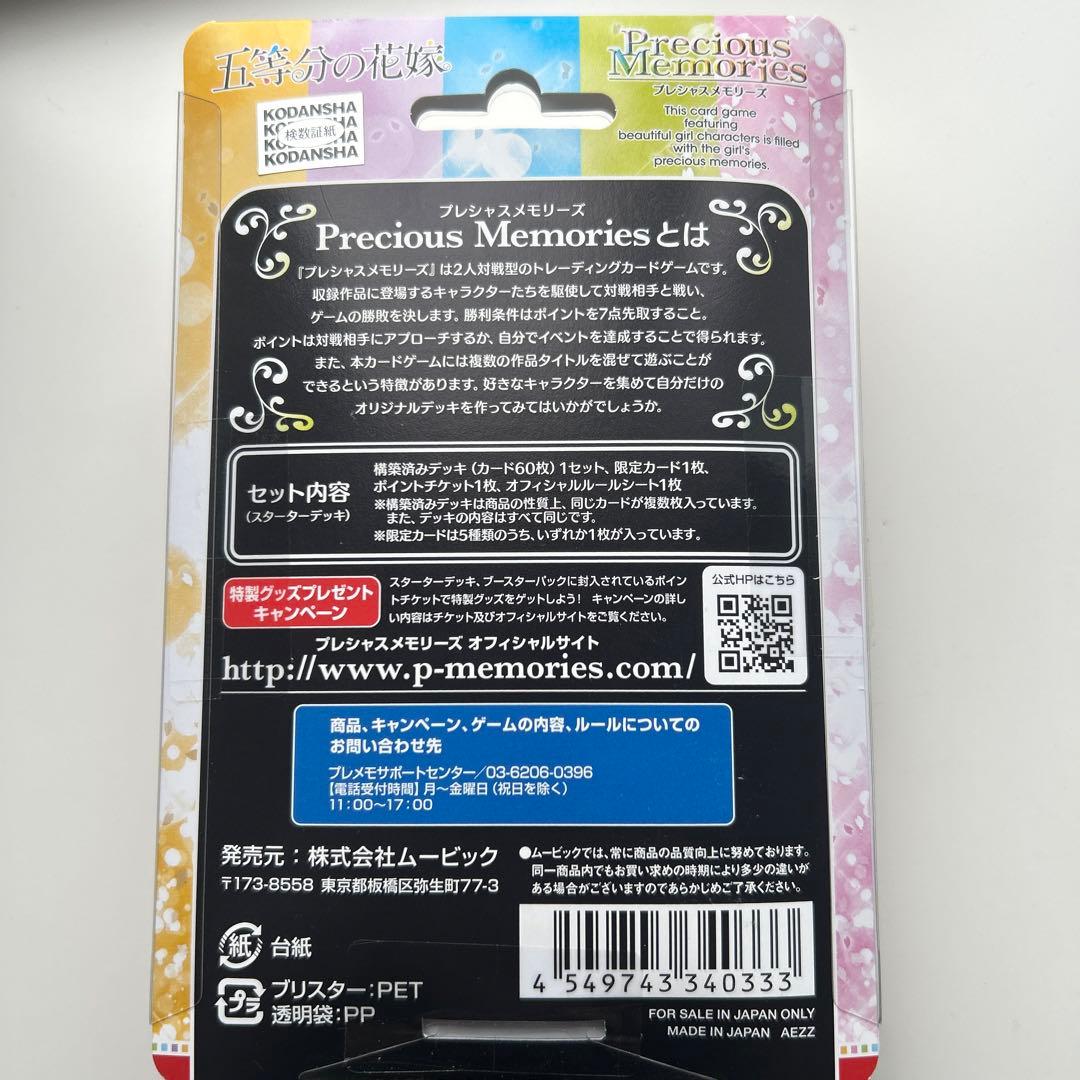 五等分の花嫁
KODANSHA
KODANSHA
検数証紙
KODANSHA
KODANSHA
Precious
Memories
プレシャスメモリーズ
This card game
featuring
beautiful girl characters is filled
with the girl's
precious memories.
プレシャスメモリーズ
Precious Memoriesとは
『プレシャスメモリーズ』は2人対戦型のトレーディングカードゲームです。
収録作品に登場するキャラクターたちを駆使して対戦相手と戦い、
ゲームの勝敗を決します。勝利条件はポイントを7点先取すること。
ポイントは対戦相手にアプローチするか、自分でイベントを達成することで得られます。
また、本カードゲームには複数の作品タイトルを混ぜて遊ぶことが
できるという特徴があります。好きなキャラクターを集めて自分だけの
オリジナルデッキを作ってみてはいかがでしょうか。
セット内容
(スターターデッキ)
構築済みデッキ(カード60枚)1セット、限定カード1枚、
ポイントチケット1枚、オフィシャルルールシート1枚
※構築済みデッキは商品の性質上、同じカードが複数枚入っています。
また、デッキの内容はすべて同じです。
※限定カードは5種類のうち、いずれか1枚が入っています。
特製グッズプレゼント
キャンペーン
スターターデッキ、ブースターパックに封入されているポイン
トチケットで特製グッズをゲットしよう! キャンペーンの詳し
い内容はチケット及びオフィシャルサイトをご覧ください。
公式HPはこちら
プレシャスメモリーズ オフィシャルサイト
http://www.p-memories.com/
商品、キャンペーン、ゲームの内容、ルールについての
お問い合わせ先
プレメモサポートセンター/03-6206-0396
【電話受付時間】月~金曜日(祝日を除く)
11:00~17:00
発売元:株式会社ムービック
〒173-8558 東京都板橋区弥生町77-3
●ムービックでは、常に商品の品質向上に努めております。
同一商品内でもお買い求めの時期により多少の違いが
ある場合がございますのであらかじめご了承ください。
紙 台紙
プラ ブリスター:PET
透明袋:PP
4 549743 340333
FOR SALE IN JAPAN ONLY
MADE IN JAPAN AEZZ